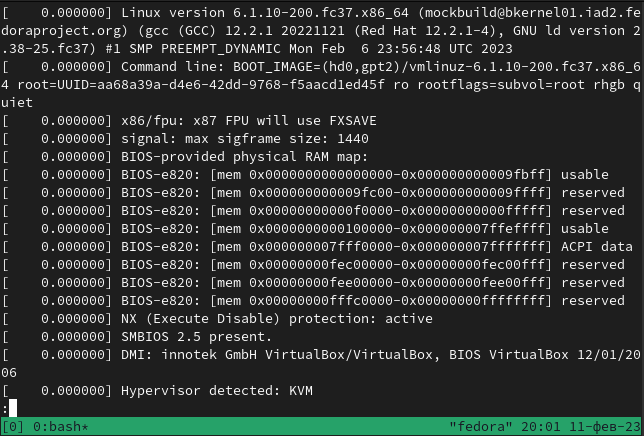 [    0.000000] Linux version 6.1.10-200.fc37.x86_64 (mockbuild@bkernel01.iad2.fe
doraproject.org) (gcc (GCC) 12.2.1 20221121 (Red Hat 12.2.1-4), GNU ld version 2
.38-25.fc37) #1 SMP PREEMPT_DYNAMIC Mon Feb  6 23:56:48 UTC 2023
[    0.000000] Command line: BOOT_IMAGE=(hd0,gpt2)/vmlinuz-6.1.10-200.fc37.x86_6
4 root=UUID=aa68a39a-d4e6-42dd-9768-f5aacd1ed45f ro rootflags=subvol=root rhgb q
uiet
[    0.000000] x86/fpu: x87 FPU will use FXSAVE
[    0.000000] signal: max sigframe size: 1440
[    0.000000] BIOS-provided physical RAM map:
[    0.000000] BIOS-e820: [mem 0x0000000000000000-0x000000000009fbff] usable
[    0.000000] BIOS-e820: [mem 0x000000000009fc00-0x000000000009ffff] reserved
[    0.000000] BIOS-e820: [mem 0x00000000000f0000-0x00000000000fffff] reserved
[    0.000000] BIOS-e820: [mem 0x0000000000100000-0x000000007ffeffff] usable
[    0.000000] BIOS-e820: [mem 0x000000007fff0000-0x000000007fffffff] ACPI data
[    0.000000] BIOS-e820: [mem 0x00000000fec00000-0x00000000fec00fff] reserved
[    0.000000] BIOS-e820: [mem 0x00000000fee00000-0x00000000fee00fff] reserved
[    0.000000] BIOS-e820: [mem 0x00000000fffc0000-0x00000000ffffffff] reserved
[    0.000000] NX (Execute Disable) protection: active
[    0.000000] SMBIOS 2.5 present.
[    0.000000] DMI: innotek GmbH VirtualBox/VirtualBox, BIOS VirtualBox 12/01/20
06
[    0.000000] Hypervisor detected: KVM
:
[0] 0:bash* "fedora" 20:01 11-фев-23